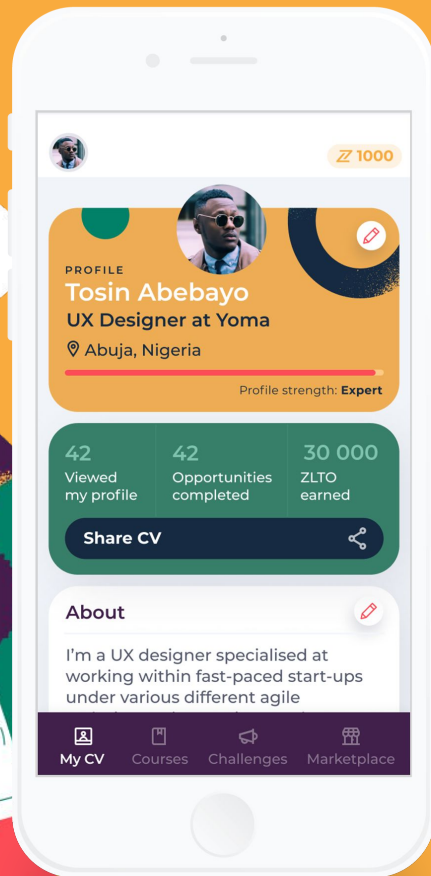 1000
PROFILE
Tosin Abebayo
UX Designer at Yoma
Abuja, Nigeria
Profile strength: Expert
42 42 30 000
Viewed Opportunities ZLTO
my profile completed earned
Share CV
About
I'm a UX designer specialised at
working within fast-paced start-ups
under various different agile
My CV Courses Challenges Marketplace